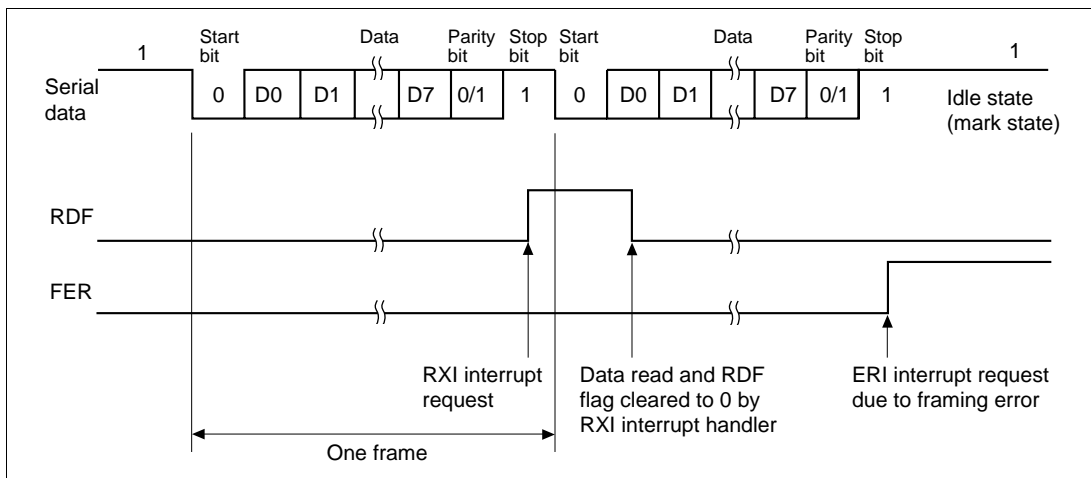 1 Start bit Data Parity bit Stop bit Start bit Data Parity bit Stop bit 1
Serial data 0 D0 D1 D7 0/1 1 0 D0 D1 D7 0/1 1 Idle state (mark state)
RDF
FER
RXI interrupt request
Data read and RDF flag cleared to 0 by RXI interrupt handler
ERI interrupt request due to framing error
One frame